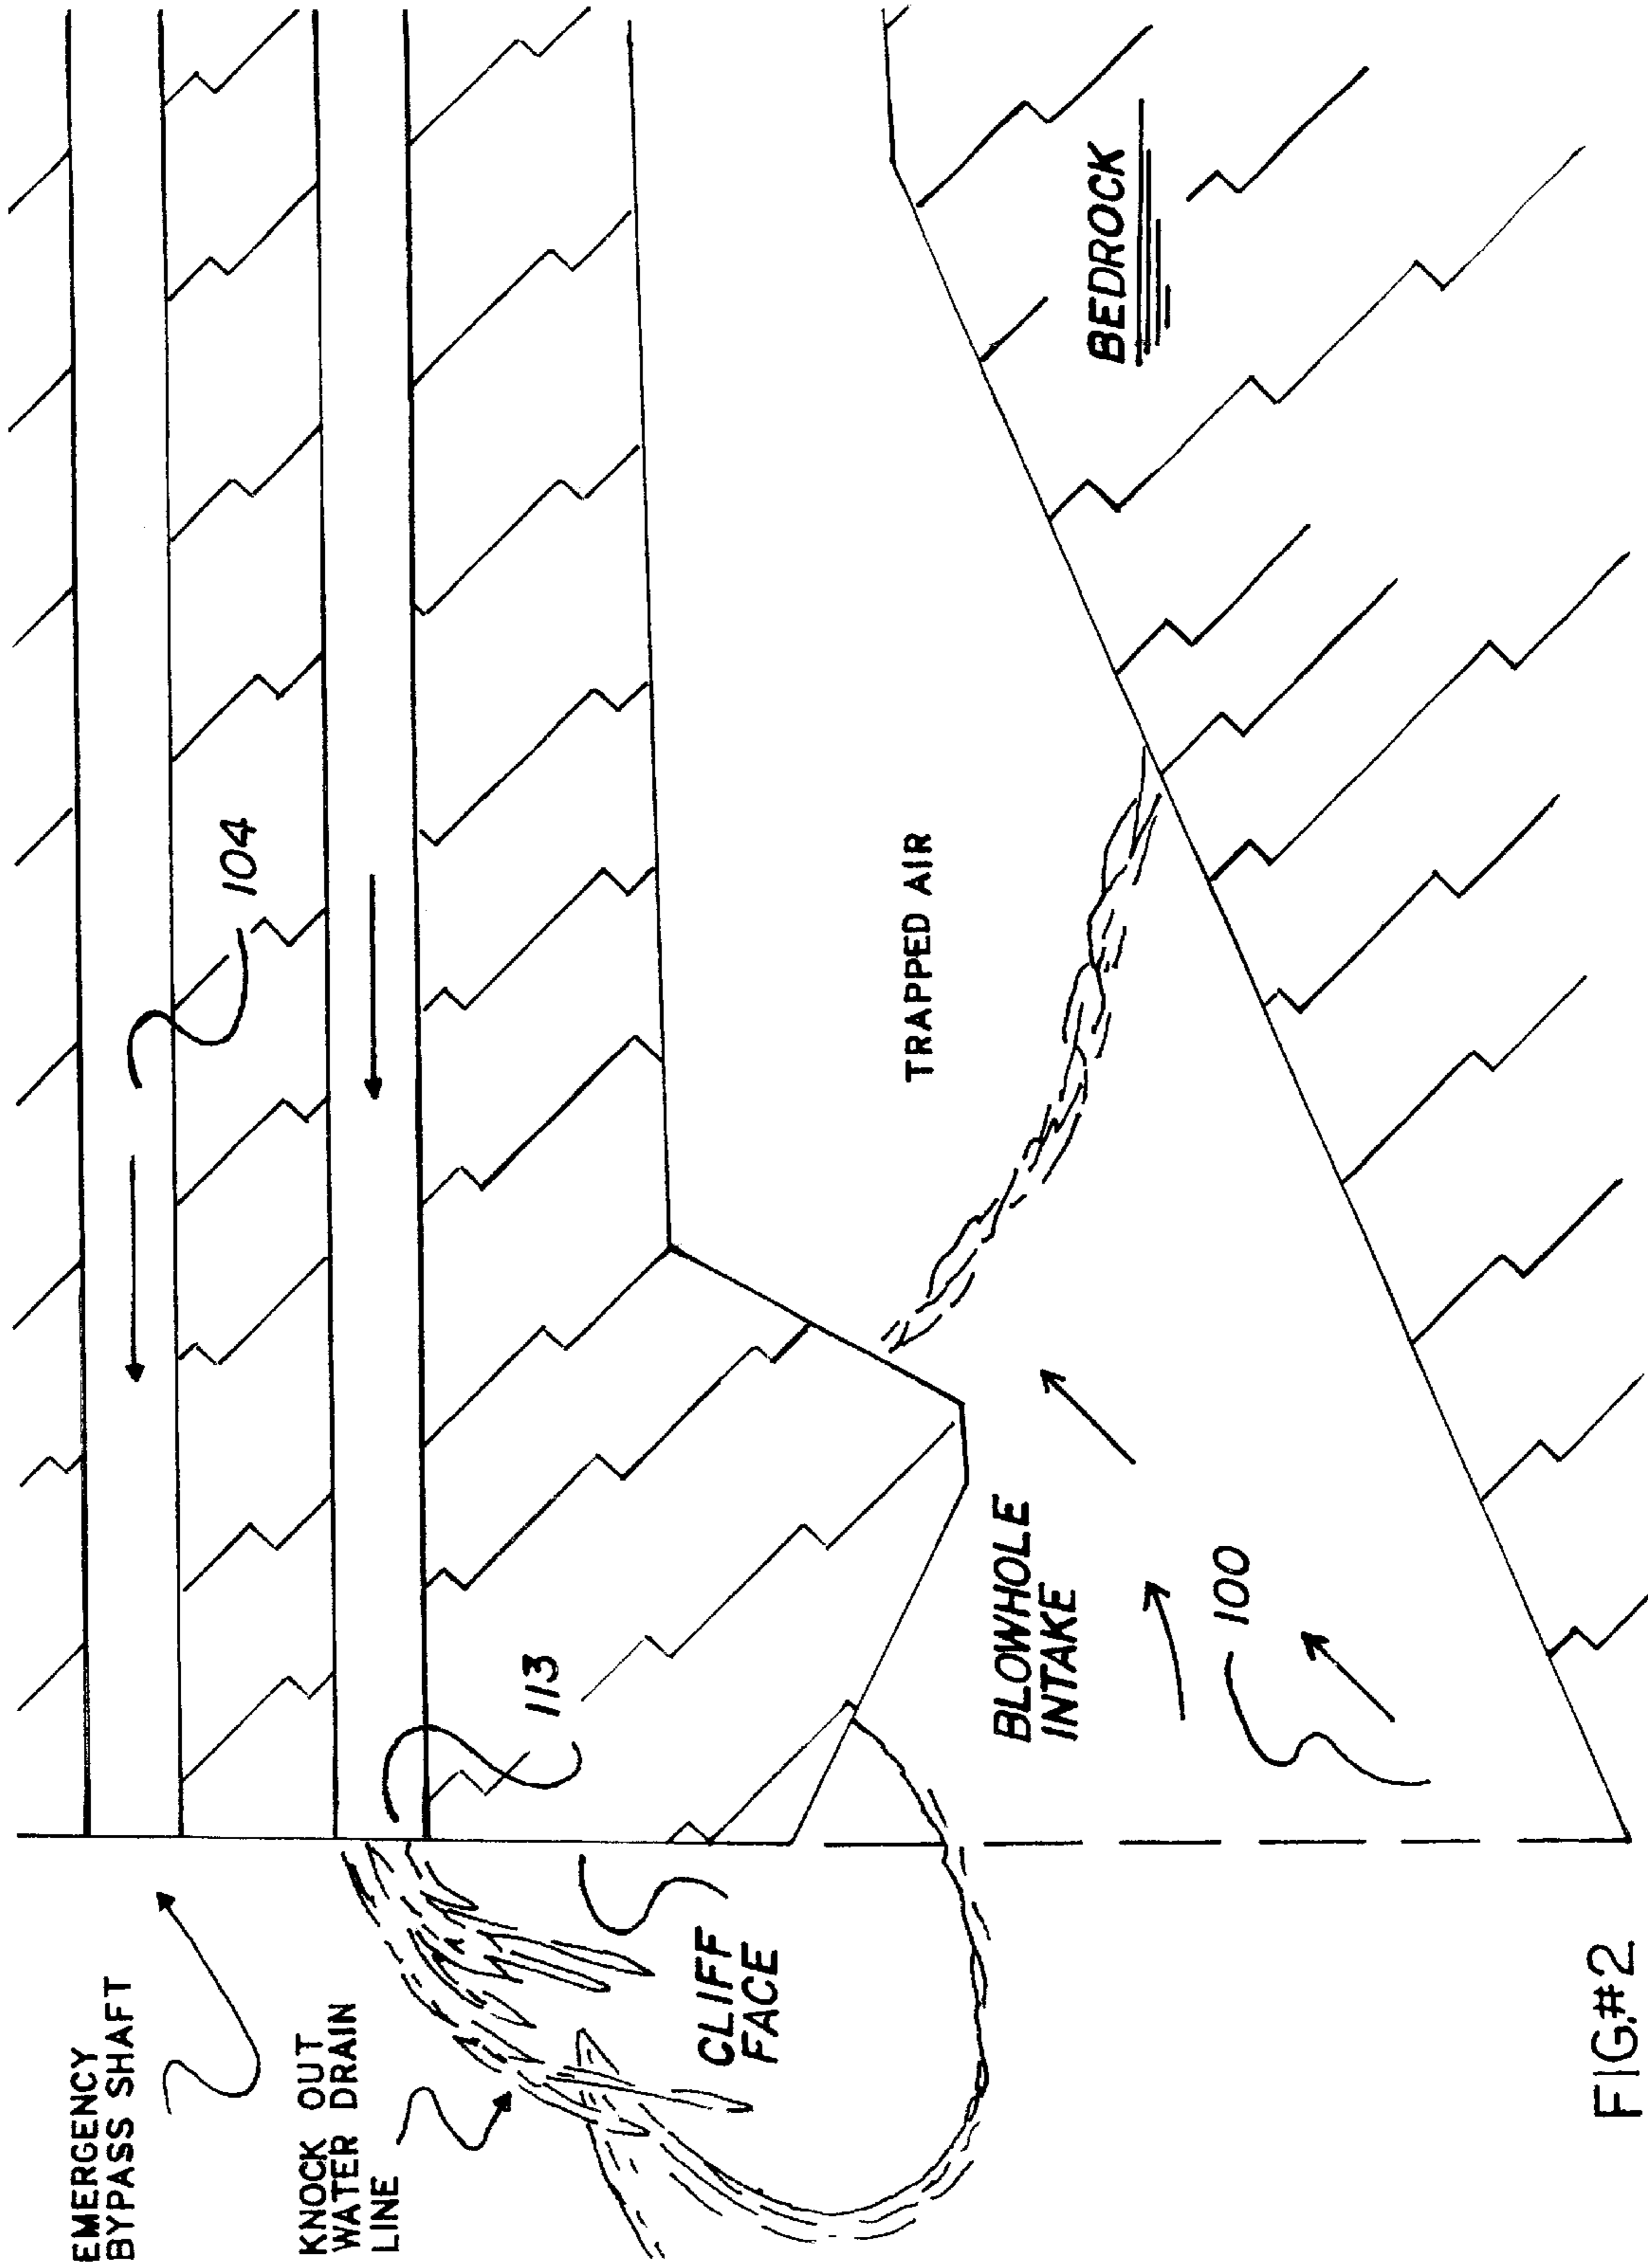 EMERGENCY
BYPASS SHAFT
KNOCK OUT
WATER DRAIN
LINE
CLIFF
FACE
113
104
BLOWHOLE
INTAKE
100
TRAPPED AIR
BEDROCK
FIG.#2